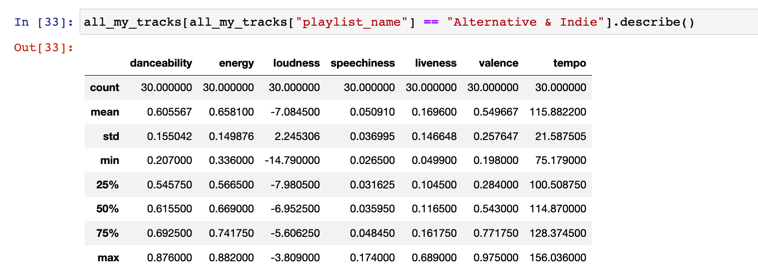 In [33]: all_my_tracks[all_my_tracks["playlist_name"] == "Alternative & Indie"].describe()
Out[33]:
danceability energy loudness speechiness liveness valence tempo
count 30.000000 30.000000 30.000000 30.000000 30.000000 30.000000 30.000000
mean 0.605567 0.658100 -7.084500 0.050910 0.169600 0.549667 115.882200
std 0.155042 0.149876 2.245306 0.036995 0.146648 0.257647 21.587505
min 0.207000 0.336000 -14.790000 0.026500 0.049900 0.198000 75.179000
25% 0.545750 0.566500 -7.980500 0.031625 0.104500 0.284000 100.508750
50% 0.615500 0.669000 -6.952500 0.035950 0.116500 0.543000 114.870000
75% 0.692500 0.741750 -5.606250 0.048450 0.161750 0.771750 128.374500
max 0.876000 0.882000 -3.809000 0.174000 0.689000 0.975000 156.036000